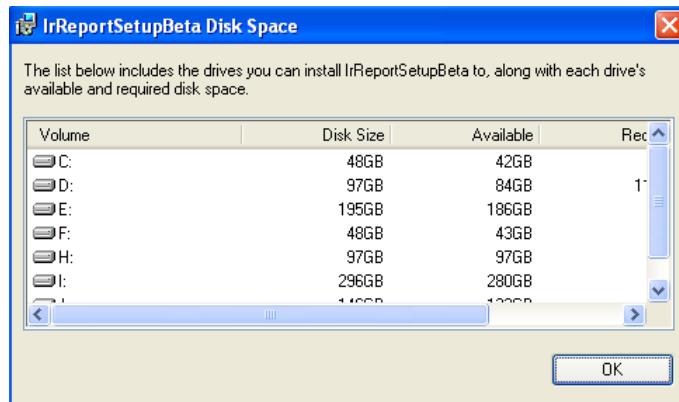 IrReportSetupBeta Disk Space
The list below includes the drives you can install IrReportSetupBeta to, along with each drive's
available and required disk space.
Volume Disk Size Available
C: 48GB 42GB
D: 97GB 84GB
E: 195GB 186GB
F: 48GB 43GB
H: 97GB 97GB
I: 296GB 280GB
OK